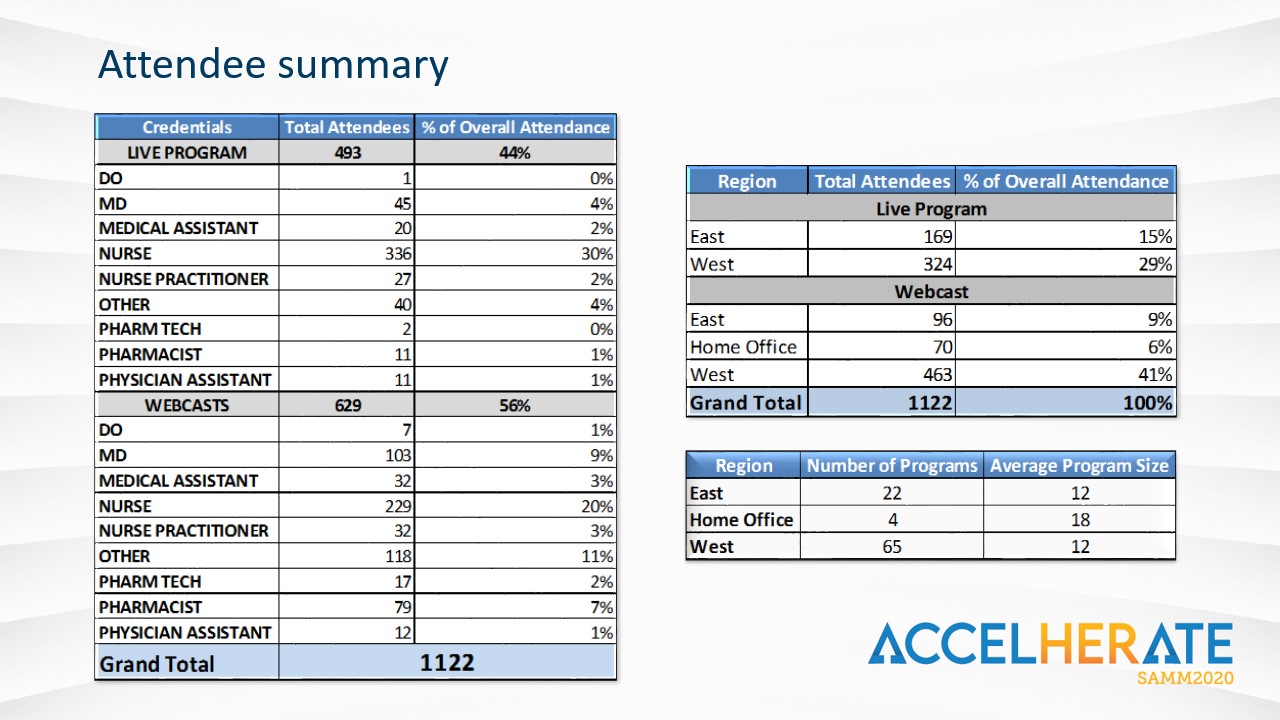 Attendee summary
Credentials Total Attendees % of Overall Attendance
LIVE PROGRAM 493 44%
DO 1 0%
MD 45 4%
MEDICAL ASSISTANT 20 2%
NURSE 336 30%
NURSE PRACTITIONER 27 2%
OTHER 40 4%
PHARM TECH 2 0%
PHARMACIST 11 1%
PHYSICIAN ASSISTANT 11 1%
WEBCASTS 629 56%
DO 7 1%
MD 103 9%
MEDICAL ASSISTANT 32 3%
NURSE 229 20%
NURSE PRACTITIONER 32 3%
OTHER 118 11%
PHARM TECH 17 2%
PHARMACIST 79 7%
PHYSICIAN ASSISTANT 12 1%
Grand Total 1122
Region Total Attendees % of Overall Attendance
Live Program
East 169 15%
West 324 29%
Webcast
East 96 9%
Home Office 70 6%
West 463 41%
Grand Total 1122 100%
Region Number of Programs Average Program Size
East 22 12
Home Office 4 18
West 65 12
ACCELHERATE
SAMM2020